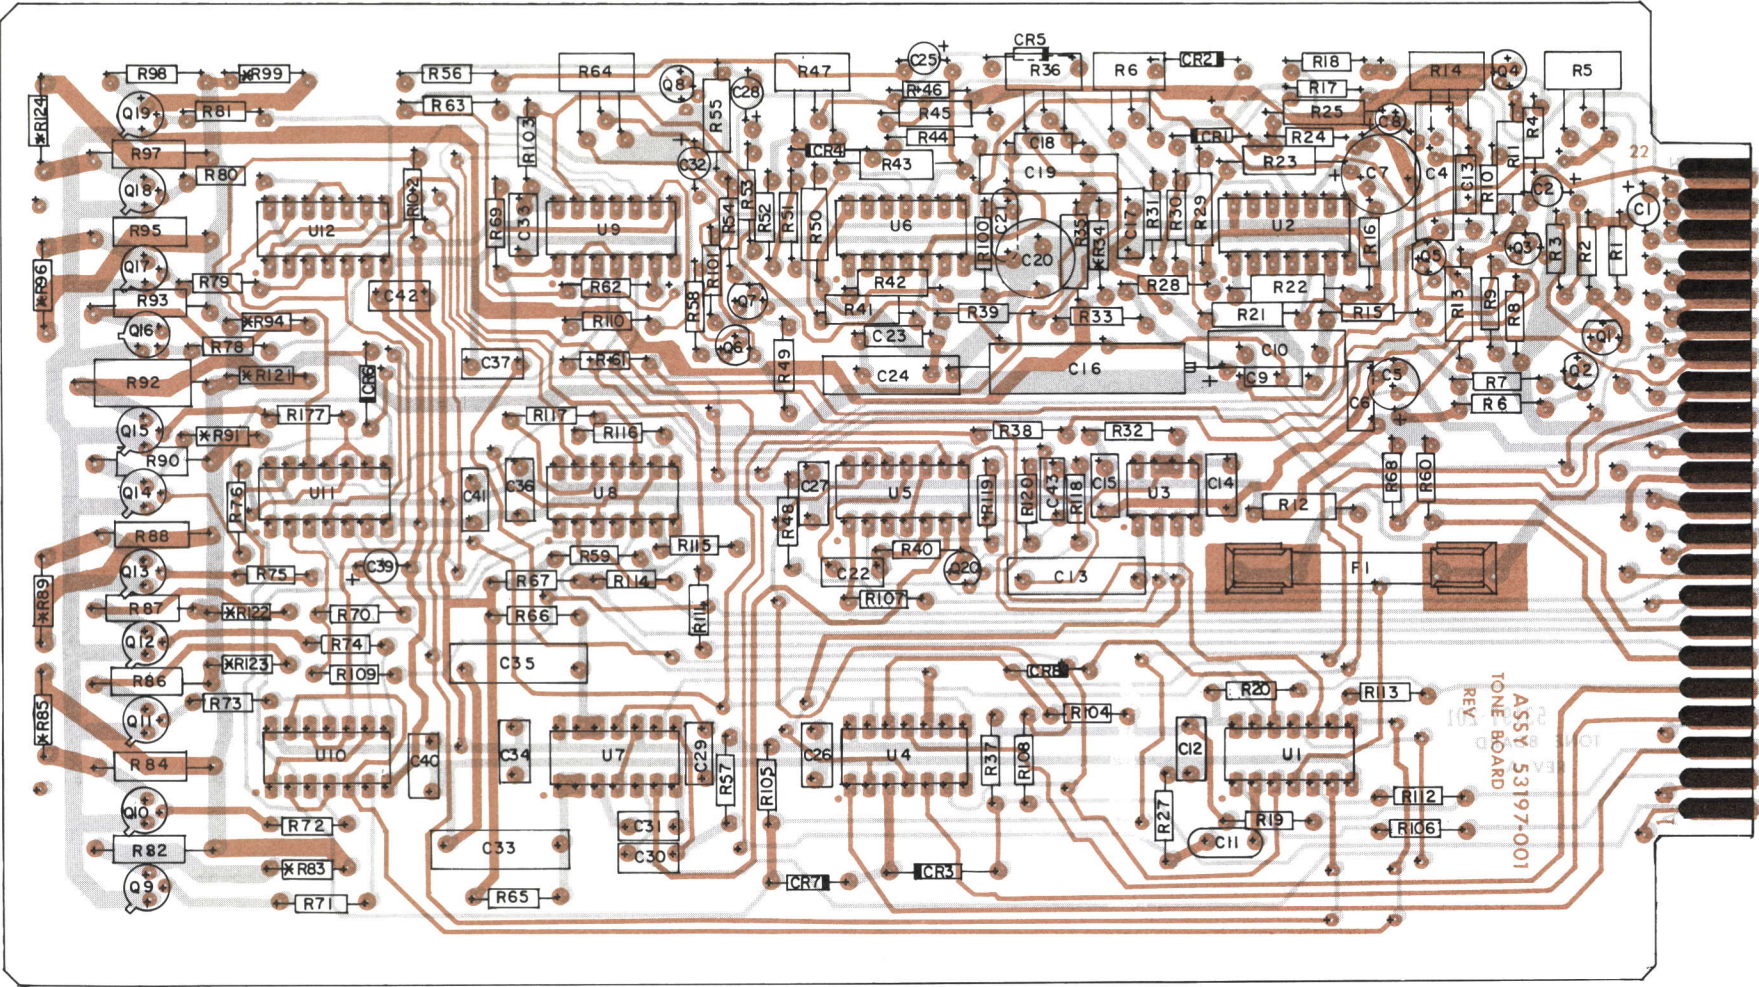 CR5
R98
✶R99
R56
R64
Q8
C28
R47
C25
R36
R6
CR2
R18
R14
Q4
R5
✶R124
Q19
R81
R63
R103
R55
R46
R45
R17
R25
C8
R97
C32
CR4
R44
R43
C18
CR1
R24
R4
22
Q18
R80
R102
R53
C19
R23
C7
C4
C13
R11
R10
C2
C1
R95
U12
R69
U9
R54
R52
R51
R50
U6
R100
C21
R35
✶R34
C17
R31
R30
R29
U2
R16
Q3
R3
R2
R1
✶R96
Q17
R79
C42
R62
R101
R58
Q7
R42
C20
R28
R22
Q5
R13
R9
R8
R93
✶R94
R110
R41
R39
R33
R21
R15
Q16
R78
C37
R61
Q6
R49
C23
C16
C10
Q1
R92
✶R121
CR6
C24
C9
C6
C5
R7
Q2
R6
Q15
R177
R117
✶R91
R116
R38
R32
R90
Q14
R76
U11
C41
C36
U8
C27
R48
U5
R119
R120
C43
R118
C15
U3
C14
R12
R68
R60
R88
C39
R59
R115
R40
Q13
R75
R67
R114
C22
Q20
C13
F1
✶R89
R87
✶R122
R70
R66
R107
Q12
R74
C35
R86
✶R123
R109
CR8
R20
R113
✶R85
Q11
R73
R104
R84
U10
C40
C34
U7
C29
R57
R105
C26
U4
R37
R108
C12
U1
ASSY 53197-001
TONE BOARD
REV
Q10
R72
C31
R27
R19
R112
R106
R82
C33
C30
C11
1
✶R83
CR7
CR3
Q9
R71
R65